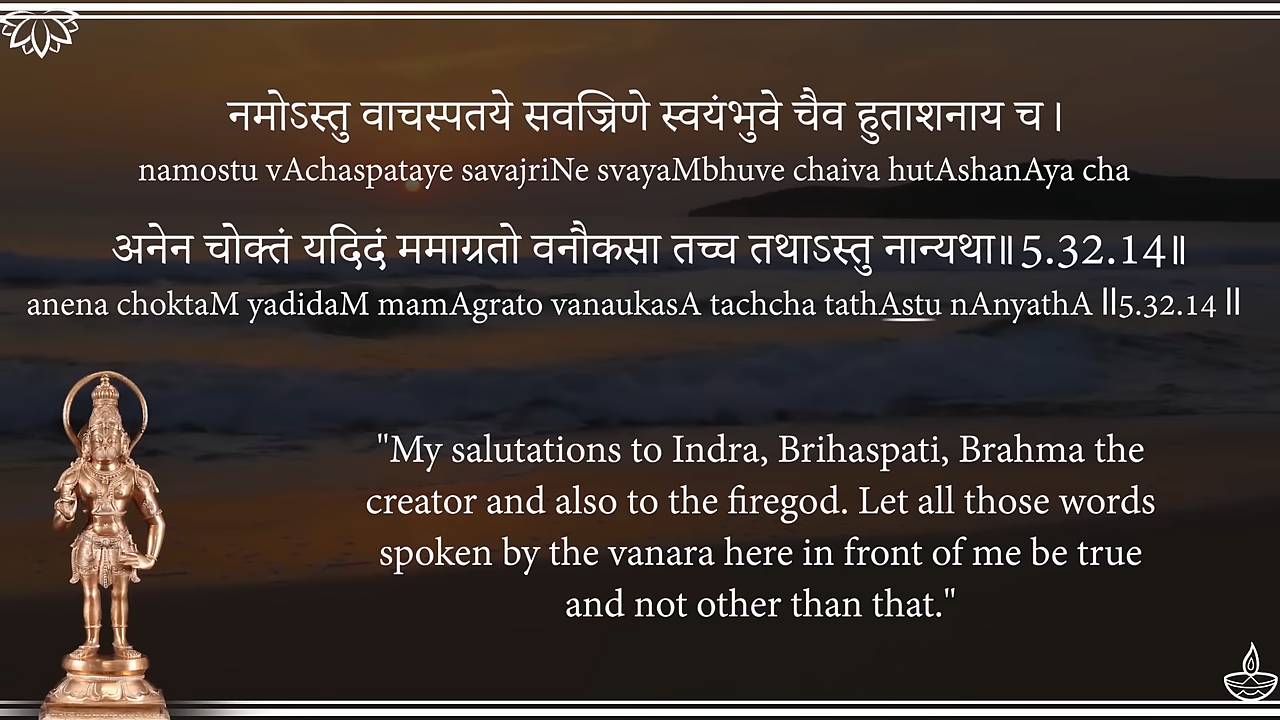 नमोऽस्तु वाचस्पतये सवज्रिणे स्वयंभुवे चैव हुताशनाय च ।
namostu vAchaspataye savajriNe svayaMbhuve chaiva hutAshanAya cha
अनेन चोक्तं यदिदं ममाग्रतो वनौकसा तच्च तथाऽस्तु नान्यथा॥5.32.14॥
anena choktaM yadidaM mamAgrato vanaukasA tachcha tathAstu nAnyathA ॥5.32.14॥
"My salutations to Indra, Brihaspati, Brahma the
creator and also to the firegod. Let all those words
spoken by the vanara here in front of me be true
and not other than that."